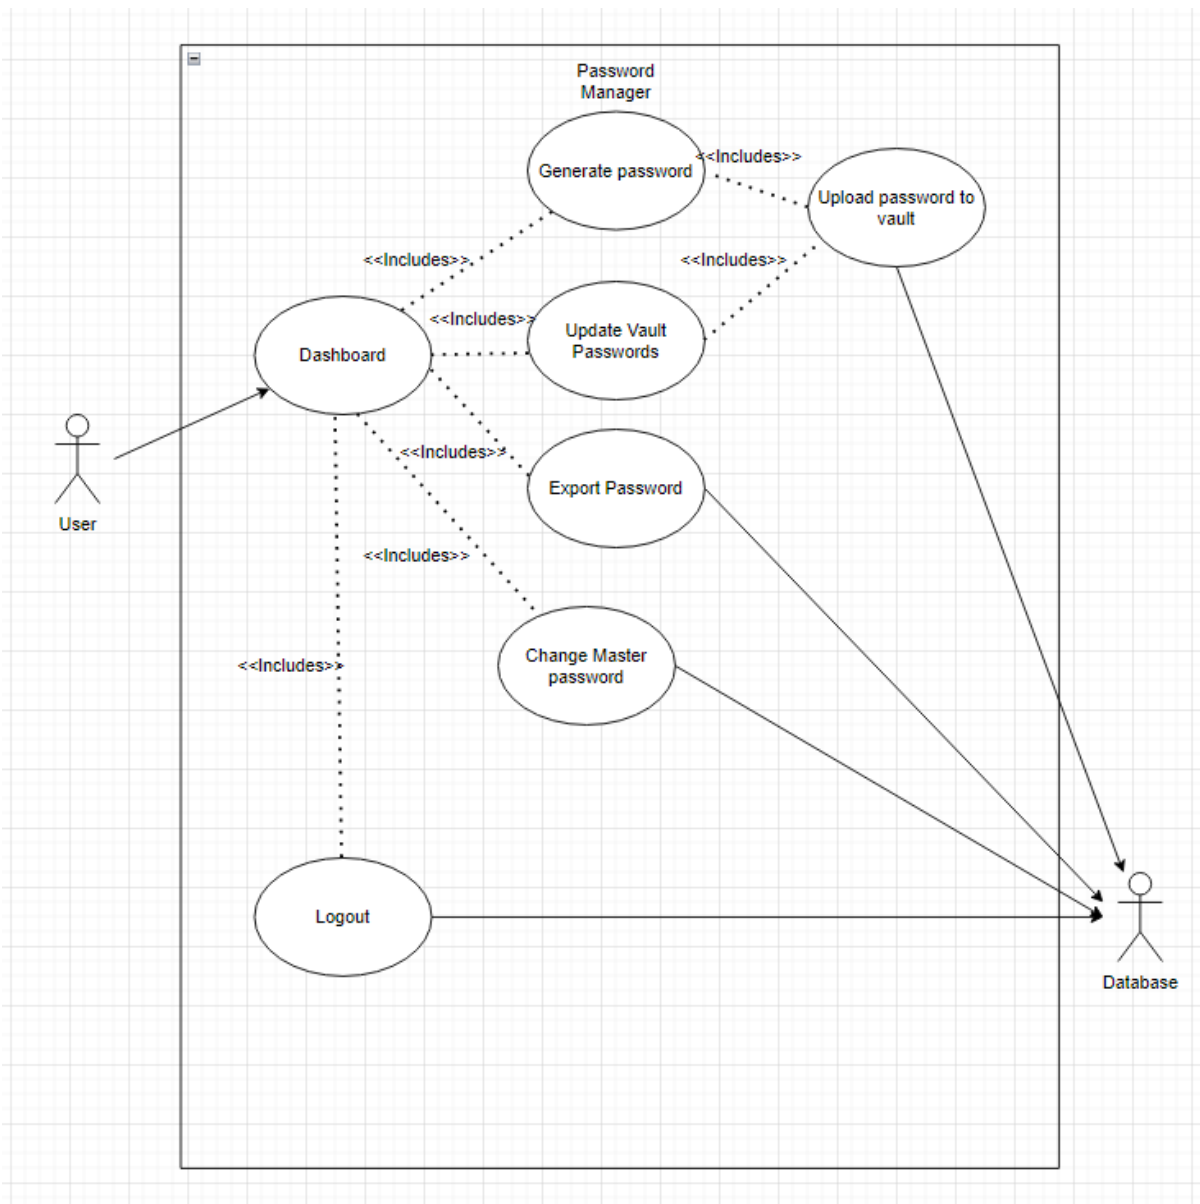 Password
Manager
<<Includes>>
Generate password
Upload password to
vault
<<Includes>>
<<Includes>>
<<Includes>>
Update Vault
Passwords
Dashboard
<<Includes>>
Export Password
User
<<Includes>>
Change Master
password
<<Includes>>
Logout
Database